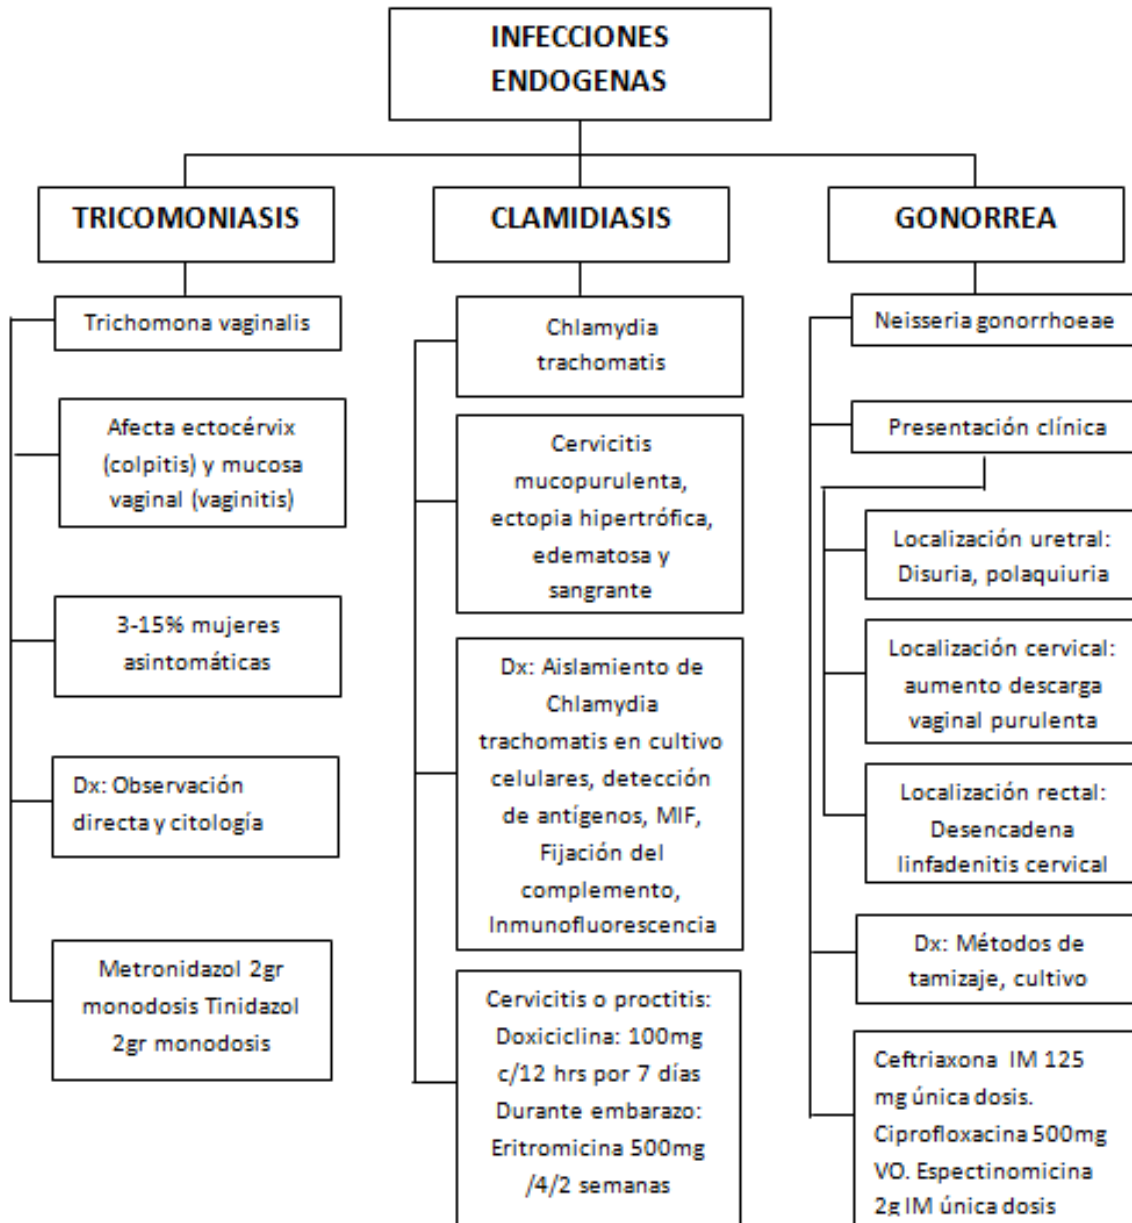 INFECCIONES
ENDOGENAS
TRICOMONIASIS
Trichomona vaginalis
Afecta ectocérvix
(colpitis) y mucosa
vaginal (vaginitis)
3-15% mujeres
asintomáticas
Dx: Observación
directa y citología
Metronidazol 2gr
monodosis Tinidazol
2gr monodosis
CLAMIDIASIS
Chlamydia
trachomatis
Cervicitis
mucopurulenta,
ectopia hipertrófica,
edematosa y
sangrante
Dx: Aislamiento de
Chlamydia
trachomatis en cultivo
celulares, detección
de antígenos, MIF,
Fijación del
complemento,
Inmunofluorescencia
Cervicitis o proctitis:
Doxiciclina: 100mg
c/12 hrs por 7 días
Durante embarazo:
Eritromicina 500mg
/4/2 semanas
GONORREA
Neisseria gonorrhoeae
Presentación clínica
Localización uretral:
Disuria, polaquiuria
Localización cervical:
aumento descarga
vaginal purulenta
Localización rectal:
Desencadena
linfadenitis cervical
Dx: Métodos de
tamizaje, cultivo
Ceftriaxona IM 125
mg única dosis.
Ciprofloxacina 500mg
VO. Espectinomicina
2g IM única dosis